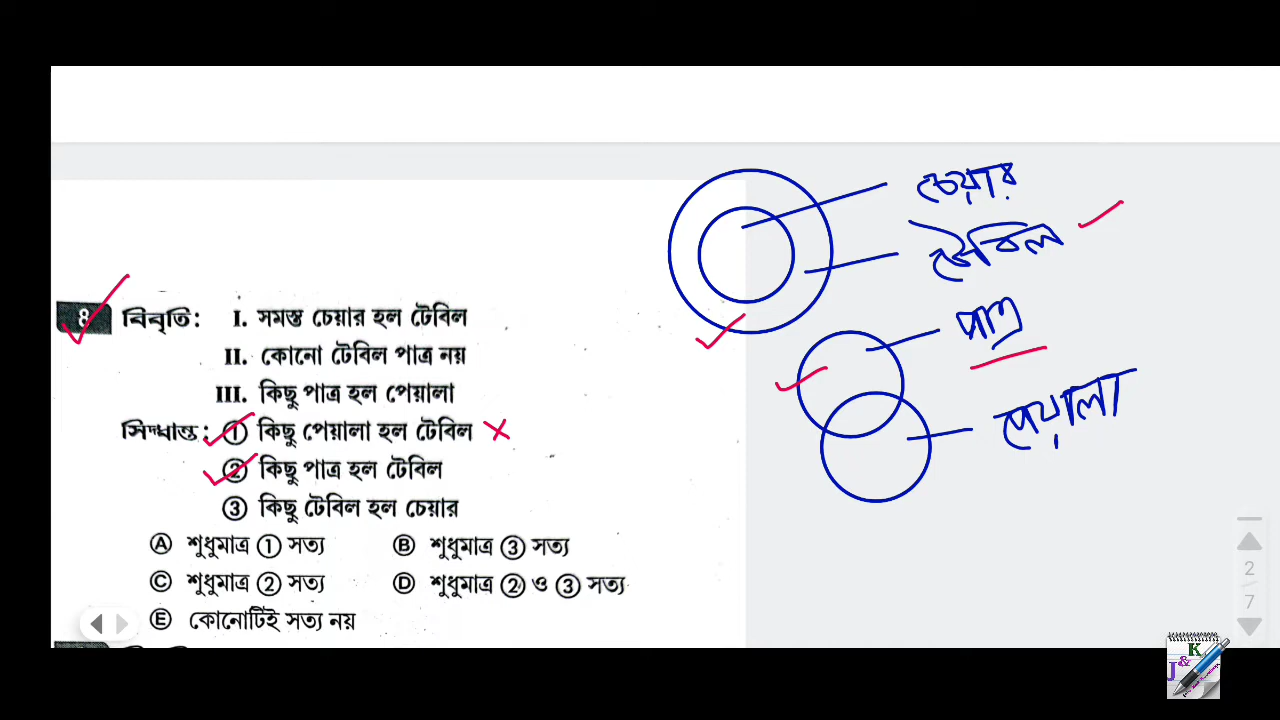 8 বিবৃতি: I. সমস্ত চেয়ার হল টেবিল
II. কোনো টেবিল পাত্র নয়
III. কিছু পাত্র হল পেয়ালা
সিদ্ধান্ত: ① কিছু পেয়ালা হল টেবিল
② কিছু পাত্র হল টেবিল
③ কিছু টেবিল হল চেয়ার
Ⓐ শুধুমাত্র ① সত্য Ⓑ শুধুমাত্র ③ সত্য
Ⓒ শুধুমাত্র ② সত্য Ⓓ শুধুমাত্র ② ও ③ সত্য
Ⓔ কোনোটিই সত্য নয়
চেয়ার
টেবিল
পাত্র
পেয়ালা
2
7
J & K